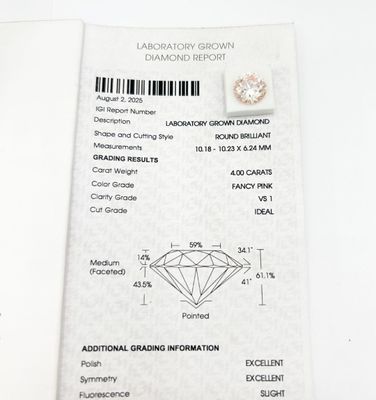 LABORATORY GROWN
DIAMOND REPORT
August 2, 2025
IGI Report Number
Description LABORATORY GROWN DIAMOND
Shape and Cutting Style ROUND BRILLIANT
Measurements 10.18 - 10.23 X 6.24 MM
GRADING RESULTS
Carat Weight 4.00 CARATS
Color Grade FANCY PINK
Clarity Grade VS 1
Cut Grade IDEAL
59% 34.1°
Medium
(Faceted)
14%
61.1%
43.5% 41°
Pointed
ADDITIONAL GRADING INFORMATION
Polish EXCELLENT
Symmetry EXCELLENT
Fluorescence SLIGHT